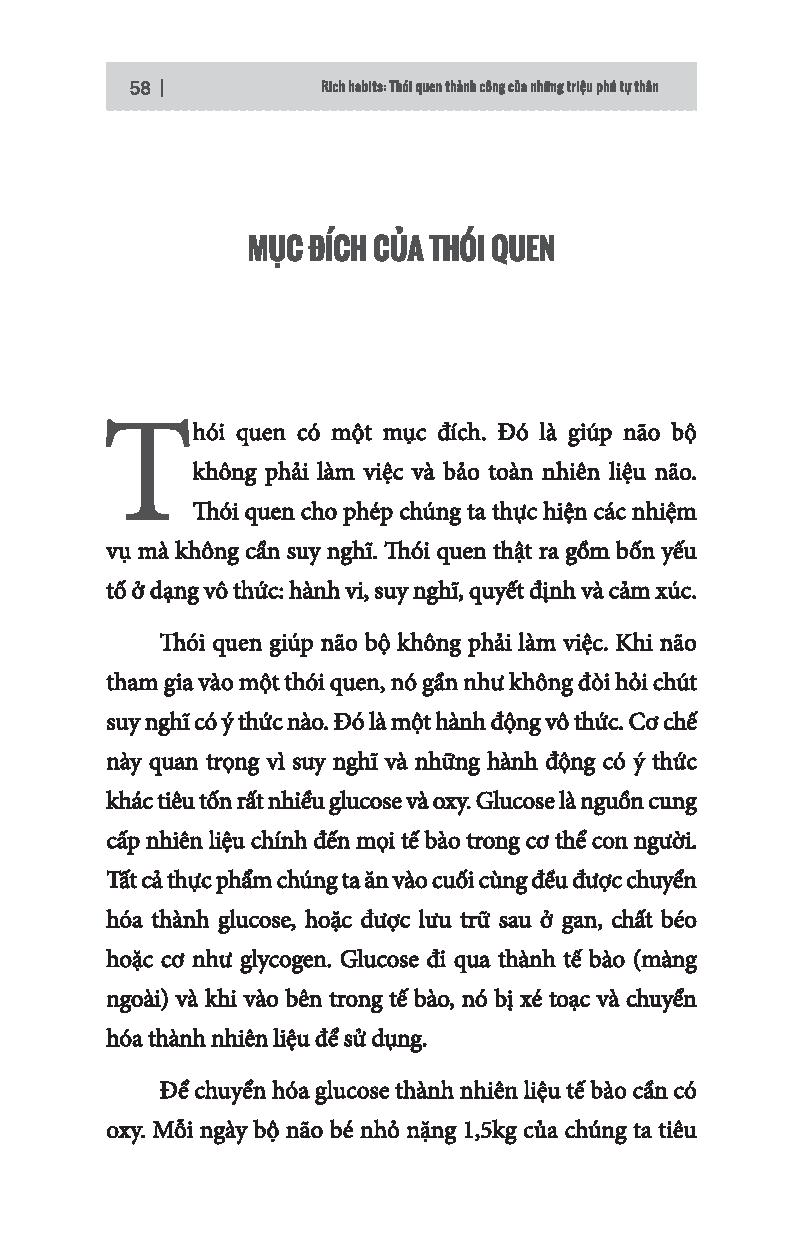 58 | Rich habits: Thói quen thành công của những triệu phú tự thân
MỤC ĐÍCH CỦA THÓI QUEN
Thói quen có một mục đích. Đó là giúp não bộ
không phải làm việc và bảo toàn nhiên liệu não.
Thói quen cho phép chúng ta thực hiện các nhiệm
vụ mà không cần suy nghĩ. Thói quen thật ra gồm bốn yếu
tố ở dạng vô thức: hành vi, suy nghĩ, quyết định và cảm xúc.
Thói quen giúp não bộ không phải làm việc. Khi não
tham gia vào một thói quen, nó gần như không đòi hỏi chút
suy nghĩ có ý thức nào. Đó là một hành động vô thức. Cơ chế
này quan trọng vì suy nghĩ và những hành động có ý thức
khác tiêu tốn rất nhiều glucose và oxy. Glucose là nguồn cung
cấp nhiên liệu chính đến mọi tế bào trong cơ thể con người.
Tất cả thực phẩm chúng ta ăn vào cuối cùng đều được chuyển
hóa thành glucose, hoặc được lưu trữ sau ở gan, chất béo
hoặc cơ như glycogen. Glucose đi qua thành tế bào (màng
ngoài) và khi vào bên trong tế bào, nó bị xé toạc và chuyển
hóa thành nhiên liệu để sử dụng.
Để chuyển hóa glucose thành nhiên liệu tế bào cần có
oxy. Mỗi ngày bộ não bé nhỏ nặng 1,5kg của chúng ta tiêu